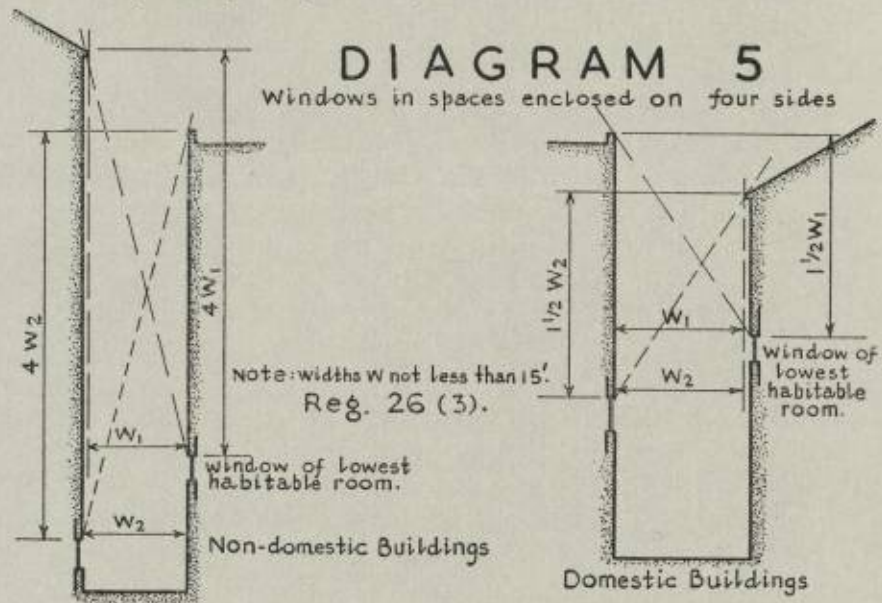 DIAGRAM 5
Windows in spaces enclosed on four sides
4 W₂
4 W₁
W₁
W₂
window of lowest
habitable room.
Non-domestic Buildings
Note: widths W not less than 15'.
Reg. 26 (3).
1½ W₂
1½ W₁
W₁
W₂
window of
lowest
habitable
room.
Domestic Buildings